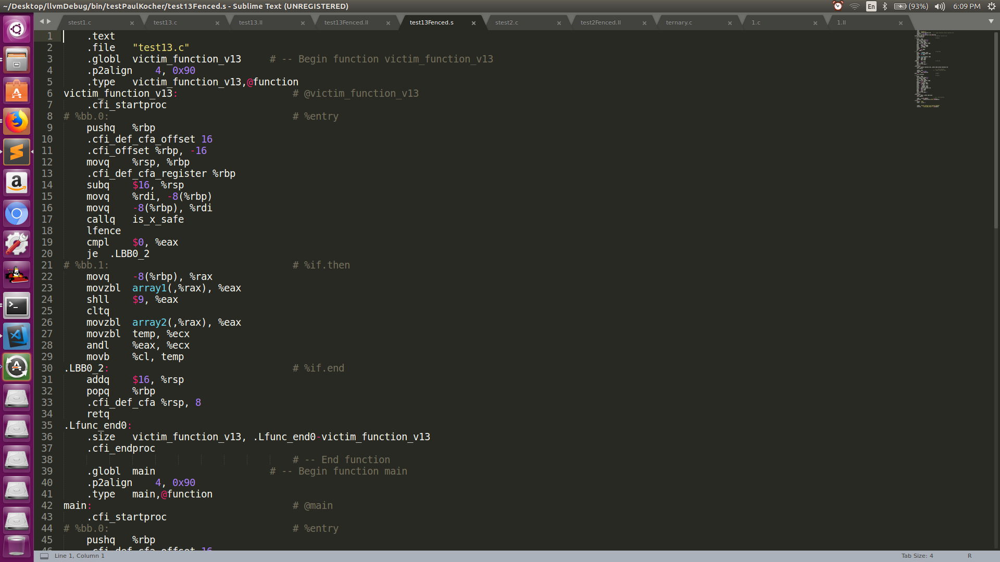 ~/Desktop/llvmDebug/bin/testPaulKocher/test13Fenced.s - Sublime Text (UNREGISTERED)
En (93%) 6:09 PM
stest1.c × test13.c × test13.ll × test13Fenced.ll × test13Fenced.s × stest2.c × test2Fenced.ll × ternary.c × 1.c × 1.ll ×
1 .text
2 .file "test13.c"
3 .globl victim_function_v13 # -- Begin function victim_function_v13
4 .p2align 4, 0x90
5 .type victim_function_v13,@function
6 victim_function_v13: # @victim_function_v13
7 .cfi_startproc
8 # %bb.0: # %entry
9 pushq %rbp
10 .cfi_def_cfa_offset 16
11 .cfi_offset %rbp, -16
12 movq %rsp, %rbp
13 .cfi_def_cfa_register %rbp
14 subq $16, %rsp
15 movq %rdi, -8(%rbp)
16 movq -8(%rbp), %rdi
17 callq is_x_safe
18 lfence
19 cmpl $0, %eax
20 je .LBB0_2
21 # %bb.1: # %if.then
22 movq -8(%rbp), %rax
23 movzbl array1(,%rax), %eax
24 shll $9, %eax
25 cltq
26 movzbl array2(,%rax), %eax
27 movzbl temp, %ecx
28 andl %eax, %ecx
29 movb %cl, temp
30 .LBB0_2: # %if.end
31 addq $16, %rsp
32 popq %rbp
33 .cfi_def_cfa %rsp, 8
34 retq
35 .Lfunc_end0:
36 .size victim_function_v13, .Lfunc_end0-victim_function_v13
37 .cfi_endproc
38 # -- End function
39 .globl main # -- Begin function main
40 .p2align 4, 0x90
41 .type main,@function
42 main: # @main
43 .cfi_startproc
44 # %bb.0: # %entry
45 pushq %rbp
46 .cfi_def_cfa_offset 16
Line 1, Column 1 Tab Size: 4 R